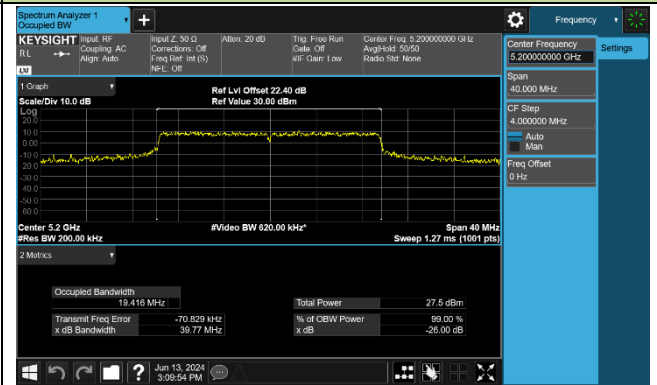 Spectrum Analyzer 1
Occupied BW
Frequency
KEYSIGHT
RL
LXI
Input: RF
Coupling: AC
Align: Auto
Input Z: 50 Ω
Corrections: Off
Freq Ref: Int (S)
NFE: Off
Atten: 20 dB
Trig: Free Run
Gate: Off
#IF Gain: Low
Center Freq: 5.200000000 GHz
Avg|Hold: 50/50
Radio Std: None
Center Frequency
5.200000000 GHz
Settings
Span
40.000 MHz
CF Step
4.000000 MHz
Auto
Man
Freq Offset
0 Hz
1 Graph
Scale/Div 10.0 dB
Ref Lvl Offset 22.40 dB
Ref Value 30.00 dBm
Log
20.0
10.0
0.00
-10.0
-20.0
-30.0
-40.0
-50.0
-60.0
Center 5.2 GHz
#Video BW 620.00 kHz*
Span 40 MHz
#Res BW 200.00 kHz
Sweep 1.27 ms (1001 pts)
2 Metrics
Occupied Bandwidth
19.416 MHz
Total Power 27.5 dBm
Transmit Freq Error -70.829 kHz
% of OBW Power 99.00 %
x dB Bandwidth 39.77 MHz
x dB -26.00 dB
Jun 13, 2024
3:09:54 PM